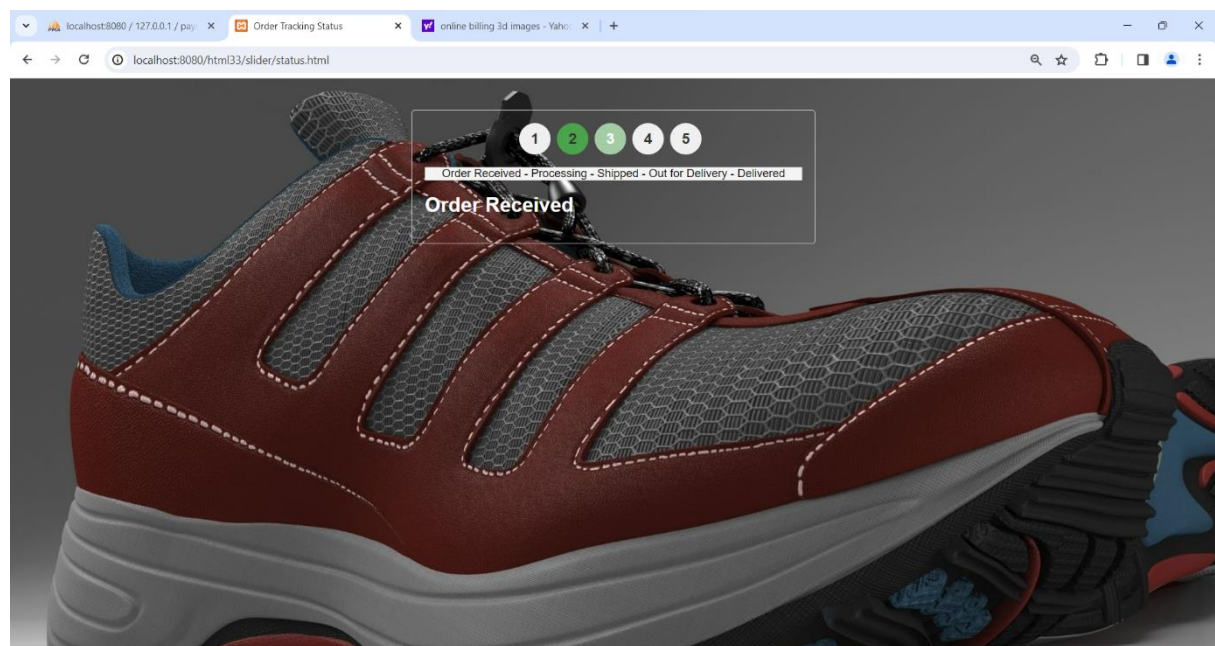 localhost:8080 / 127.0.0.1 / pay
Order Tracking Status
online billing 3d images - Yahoo
localhost:8080/html33/slider/status.html
1 2 3 4 5
Order Received - Processing - Shipped - Out for Delivery - Delivered
Order Received